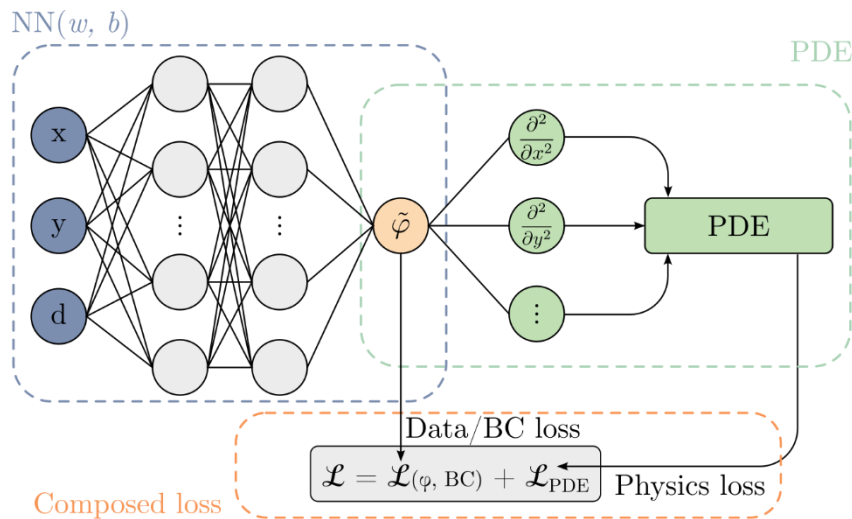 NN(w, b)
PDE
x
y
d
⋮
⋮
φ̃
∂²/∂x²
∂²/∂y²
⋮
PDE
Data/BC loss
ℒ = ℒ(φ, BC) + ℒPDE
Physics loss
Composed loss